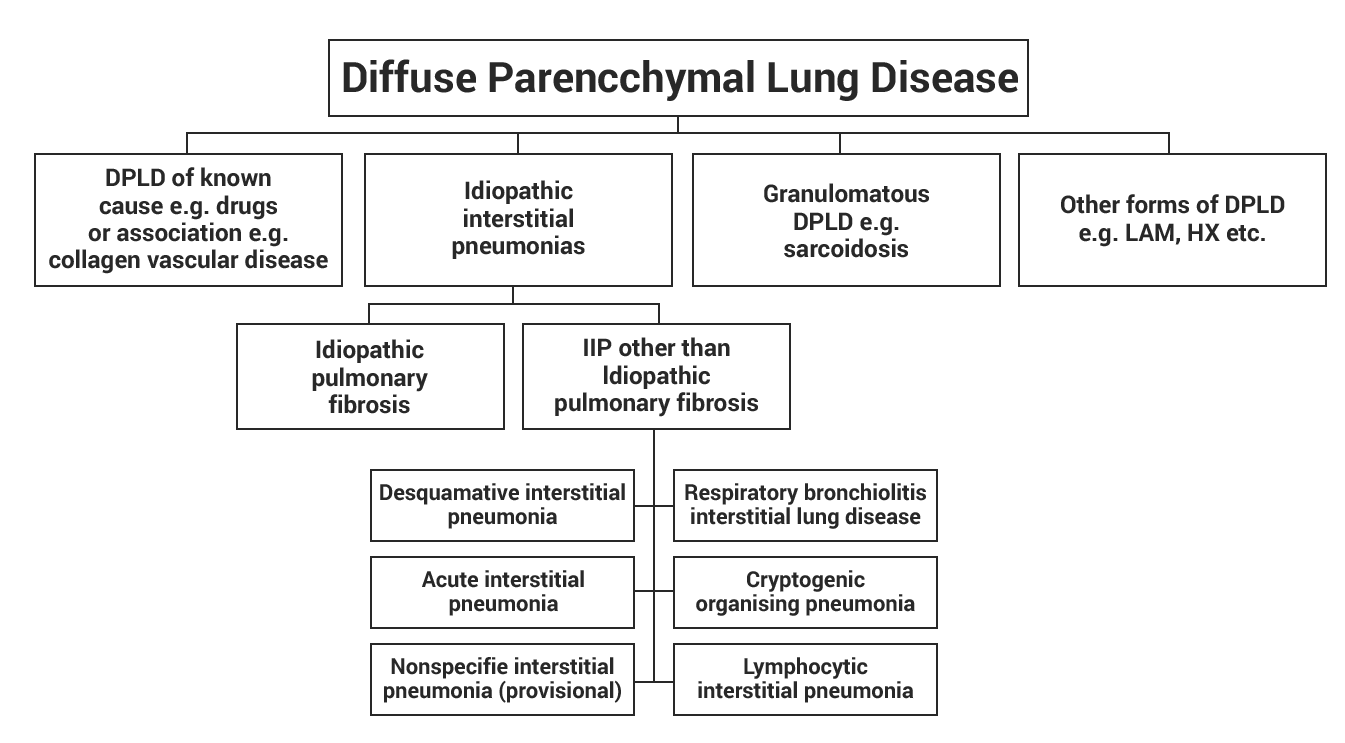 Diffuse Parencchymal Lung Disease
DPLD of known
cause e.g. drugs
or association e.g.
collagen vascular disease
Idiopathic
interstitial
pneumonias
Granulomatous
DPLD e.g.
sarcoidosis
Other forms of DPLD
e.g. LAM, HX etc.
Idiopathic
pulmonary
fibrosis
IIP other than
Idiopathic
pulmonary fibrosis
Desquamative interstitial
pneumonia
Respiratory bronchiolitis
interstitial lung disease
Acute interstitial
pneumonia
Cryptogenic
organising pneumonia
Nonspecifie interstitial
pneumonia (provisional)
Lymphocytic
interstitial pneumonia